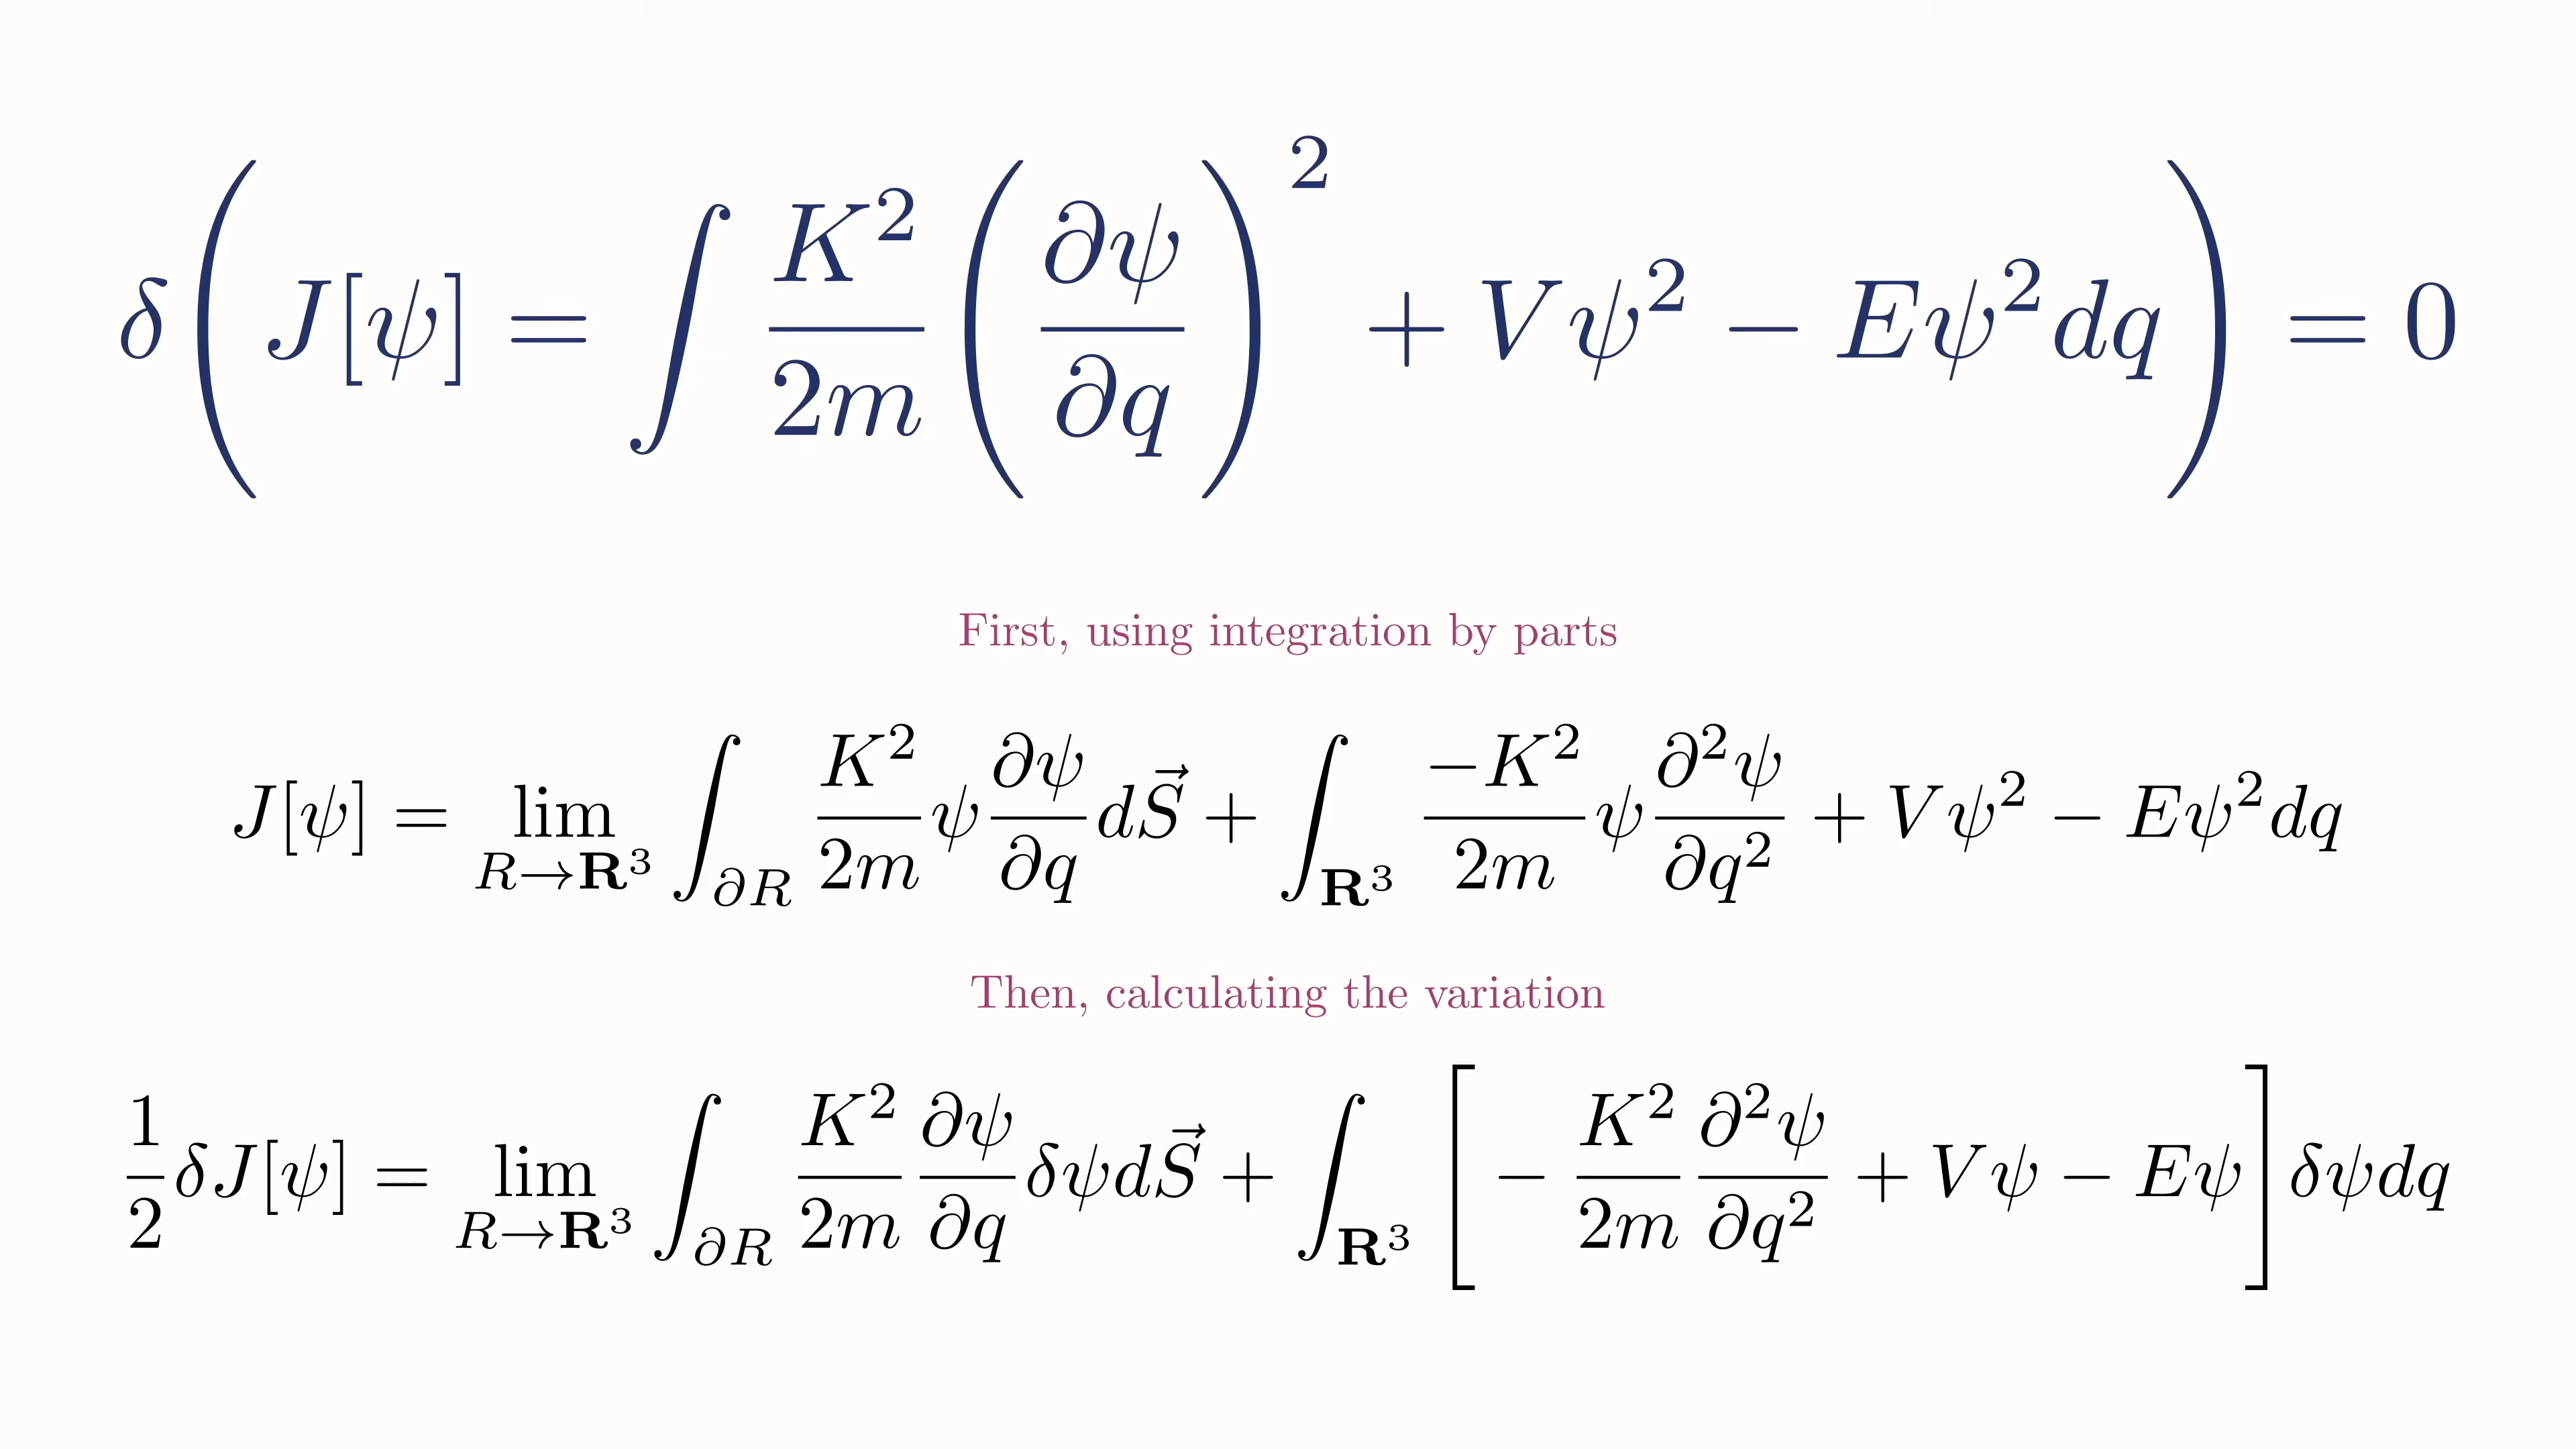 δ(J[ψ] = ∫ K²/2m (∂ψ/∂q)² + Vψ² − Eψ²dq) = 0
First, using integration by parts
J[ψ] = lim_{R→𝐑³} ∫_{∂R} K²/2m ψ ∂ψ/∂q dS⃗ + ∫_{𝐑³} −K²/2m ψ ∂²ψ/∂q² + Vψ² − Eψ²dq
Then, calculating the variation
1/2 δJ[ψ] = lim_{R→𝐑³} ∫_{∂R} K²/2m ∂ψ/∂q δψdS⃗ + ∫_{𝐑³} [− K²/2m ∂²ψ/∂q² + Vψ − Eψ] δψdq